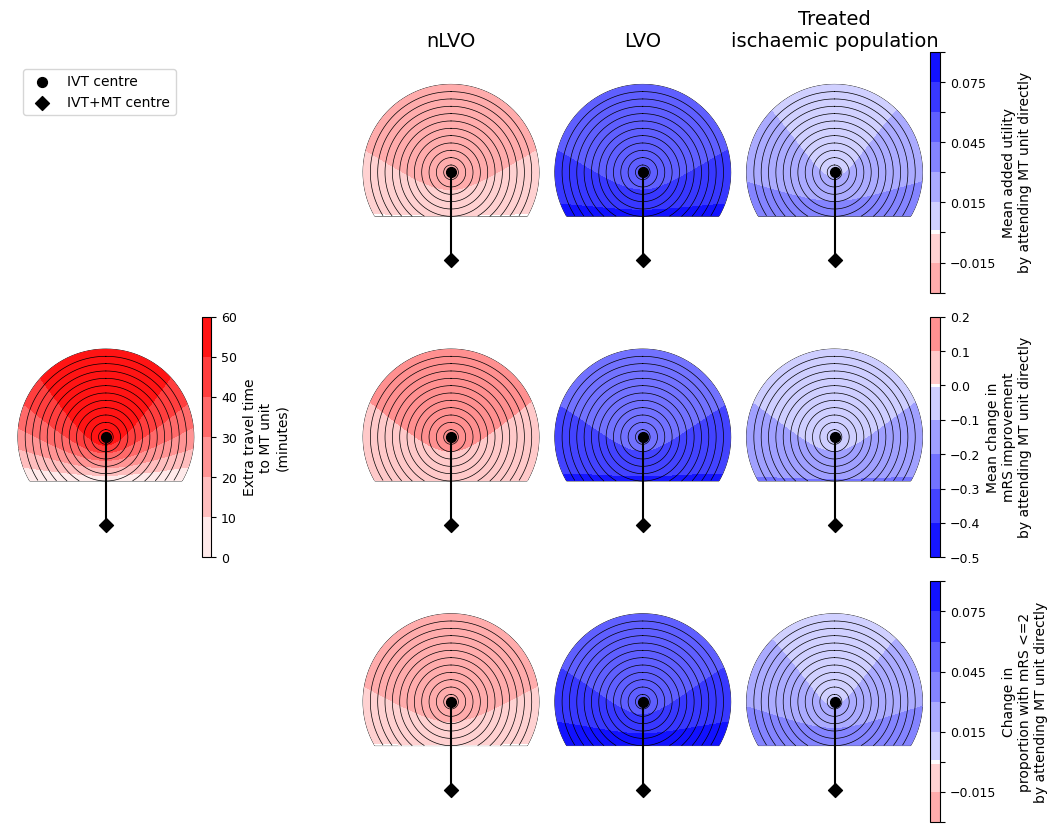 nLVO
LVO
Treated
ischaemic population
IVT centre
IVT+MT centre
0.075
0.045
0.015
−0.015
Mean added utility
by attending MT unit directly
60
50
40
30
20
10
0
Extra travel time
to MT unit
(minutes)
0.2
0.1
0.0
−0.1
−0.2
−0.3
−0.4
−0.5
Mean change in
mRS improvement
by attending MT unit directly
0.075
0.045
0.015
−0.015
Change in
proportion with mRS <=2
by attending MT unit directly